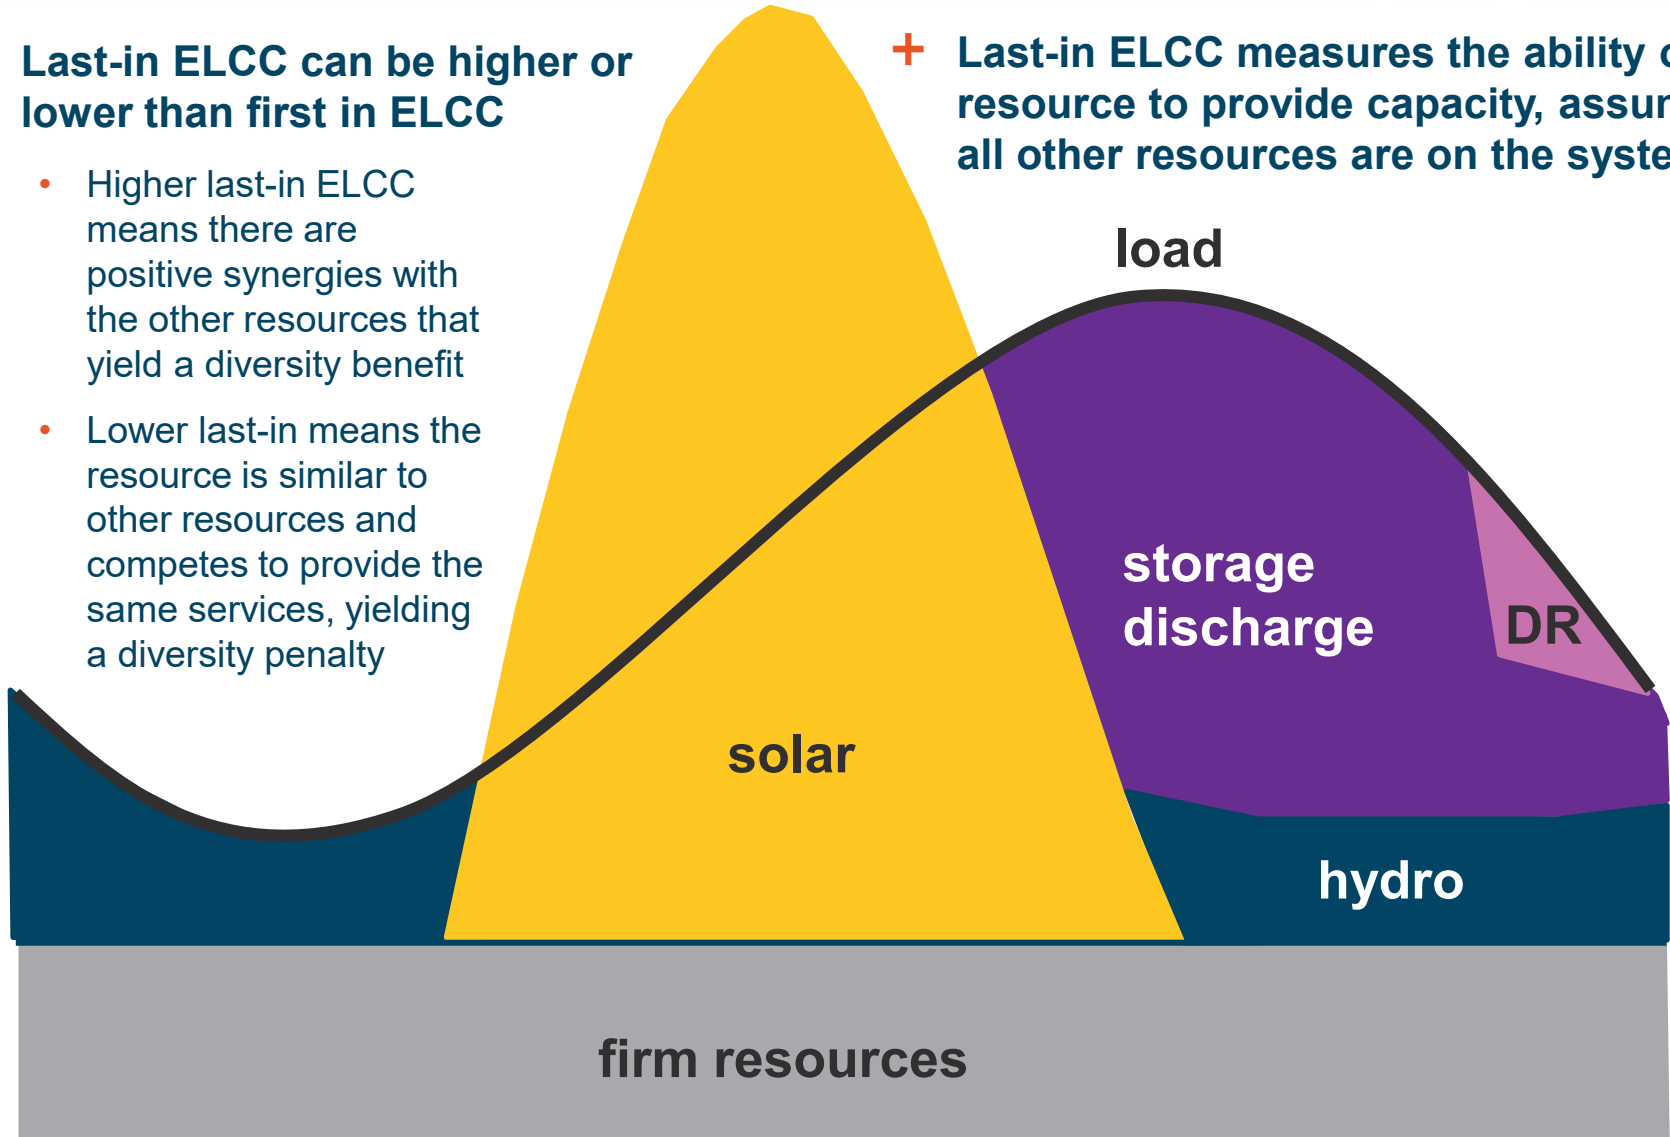 Last-in ELCC can be higher or
lower than first in ELCC
• Higher last-in ELCC
means there are
positive synergies with
the other resources that
yield a diversity benefit
• Lower last-in means the
resource is similar to
other resources and
competes to provide the
same services, yielding
a diversity penalty
+ Last-in ELCC measures the ability
resource to provide capacity,
all other resources are on the
load
storage
discharge
DR
solar
hydro
firm resources